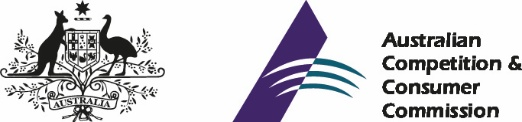 AUSTRALIA
Australian
Competition &
Consumer
Commission